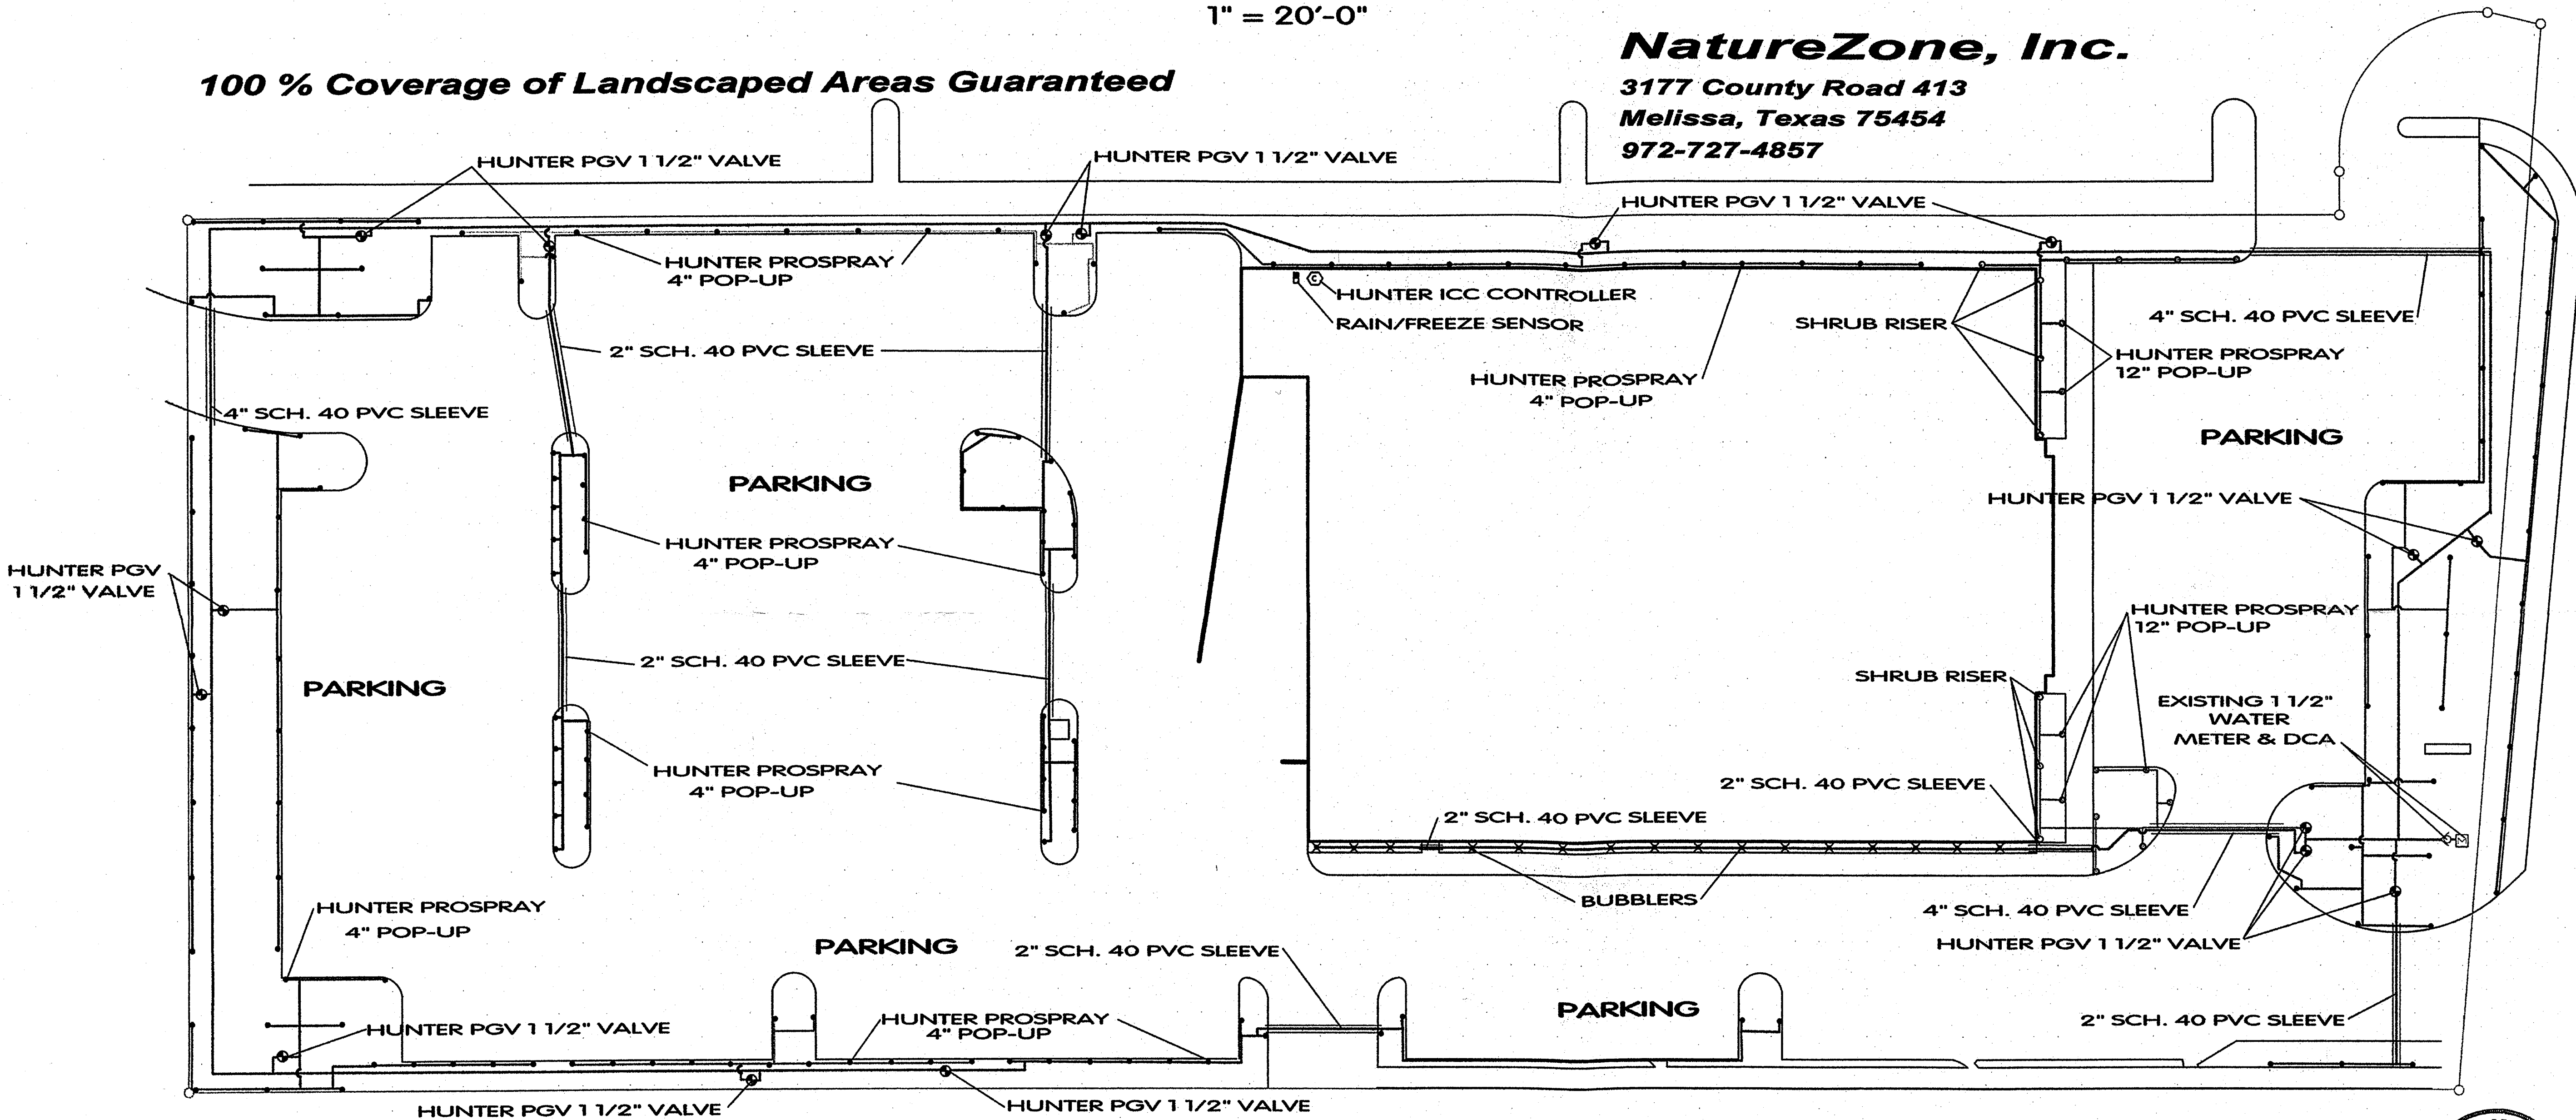 1" = 20'-0"
NatureZone, Inc.
3177 County Road 413
Melissa, Texas 75454
972-727-4857
100 % Coverage of Landscaped Areas Guaranteed
HUNTER PGV 1 1/2" VALVE
HUNTER PGV 1 1/2" VALVE
HUNTER PGV 1 1/2" VALVE
HUNTER PROSPRAY
4" POP-UP
HUNTER ICC CONTROLLER
RAIN/FREEZE SENSOR
SHRUB RISER
4" SCH. 40 PVC SLEEVE
2" SCH. 40 PVC SLEEVE
HUNTER PROSPRAY
12" POP-UP
HUNTER PROSPRAY
4" POP-UP
4" SCH. 40 PVC SLEEVE
PARKING
PARKING
HUNTER PGV 1 1/2" VALVE
HUNTER PROSPRAY
4" POP-UP
HUNTER PGV
1 1/2" VALVE
HUNTER PROSPRAY
12" POP-UP
2" SCH. 40 PVC SLEEVE
SHRUB RISER
PARKING
EXISTING 1 1/2"
WATER
METER & DCA
HUNTER PROSPRAY
4" POP-UP
2" SCH. 40 PVC SLEEVE
2" SCH. 40 PVC SLEEVE
BUBBLERS
HUNTER PROSPRAY
4" POP-UP
4" SCH. 40 PVC SLEEVE
HUNTER PGV 1 1/2" VALVE
PARKING
2" SCH. 40 PVC SLEEVE
PARKING
HUNTER PROSPRAY
4" POP-UP
2" SCH. 40 PVC SLEEVE
HUNTER PGV 1 1/2" VALVE
HUNTER PGV 1 1/2" VALVE
HUNTER PGV 1 1/2" VALVE
C
M